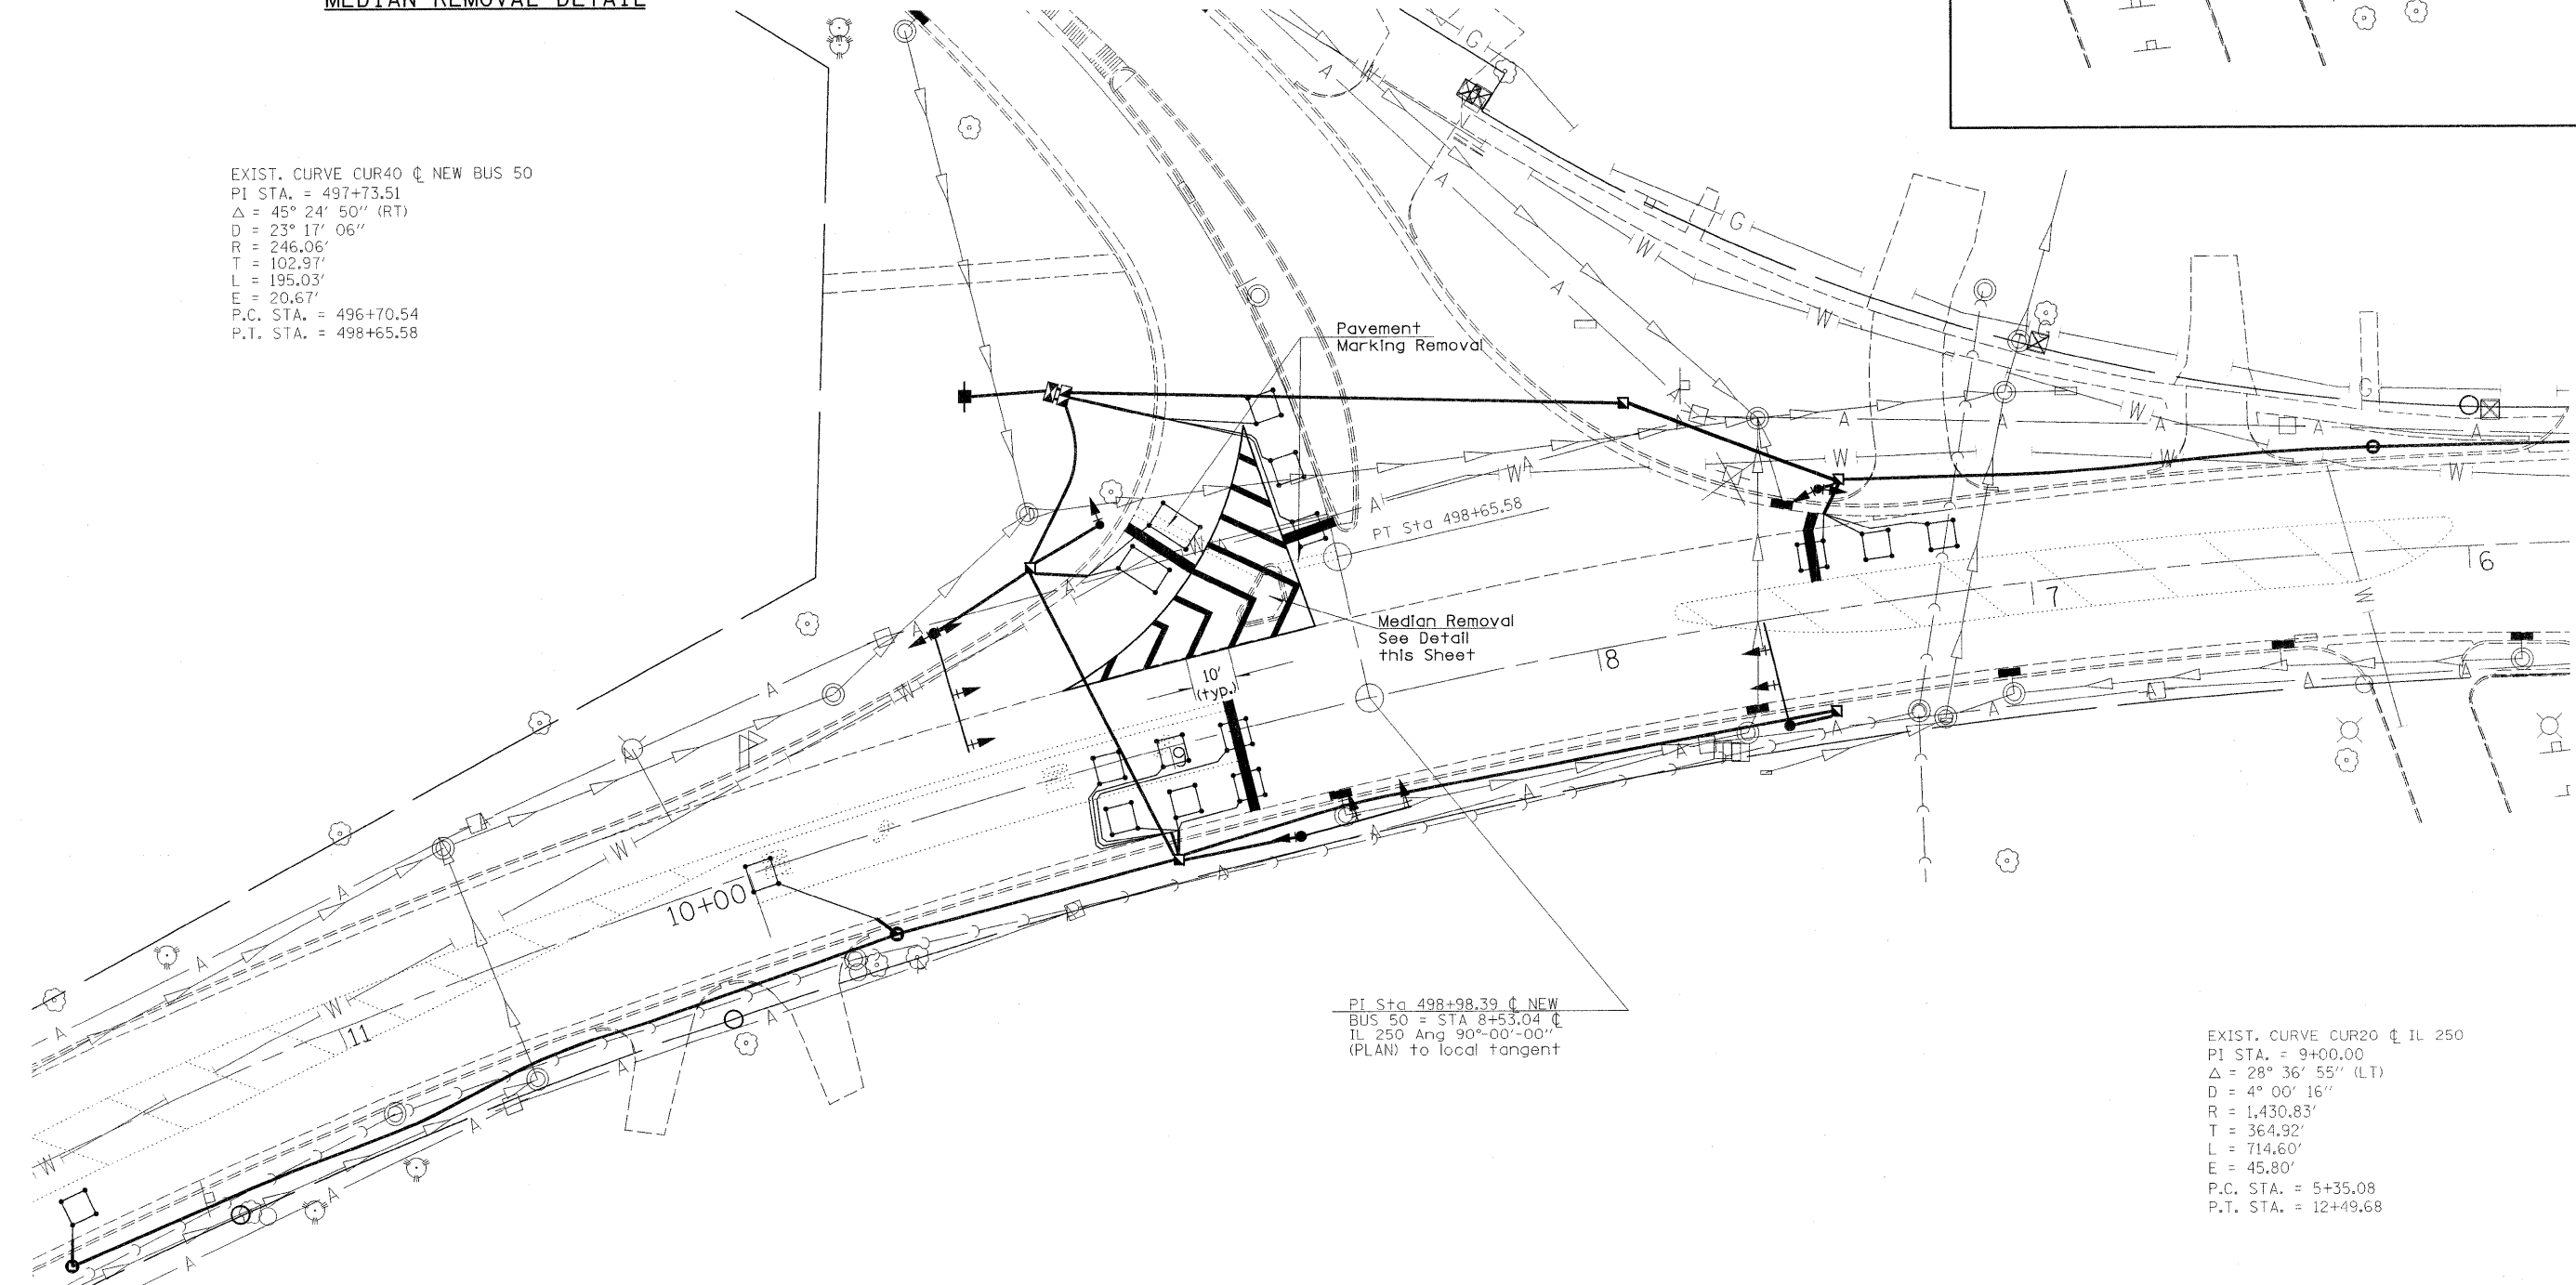 MEDIAN REMOVAL DETAIL
EXIST. CURVE CUR40 ℄ NEW BUS 50
PI STA. = 497+73.51
Δ = 45° 24' 50" (RT)
D = 23° 17' 06"
R = 246.06'
T = 102.97'
L = 195.03'
E = 20.67'
P.C. STA. = 496+70.54
P.T. STA. = 498+65.58
G
A
W
A
G
W
A
W
Pavement
Marking Removal
G
W
A
A
A
A
W
W
W
W
A
W
A
PT Sta 498+65.58
6
7
W
Median Removal
See Detail
this Sheet
8
10'
(typ.)
A
A
W
A
A
A
9
A
W
A
10+00
A
A
W
11
A
A
A
W
A
A
PI Sta 498+98.39 ℄ NEW
BUS 50 = STA 8+53.04 ℄
IL 250 Ang 90°-00'-00"
(PLAN) to local tangent
EXIST. CURVE CUR20 ℄ IL 250
PI STA. = 9+00.00
Δ = 28° 36' 55" (LT)
D = 4° 00' 16"
R = 1,430.83'
T = 364.92'
L = 714.60'
E = 45.80'
P.C. STA. = 5+35.08
P.T. STA. = 12+49.68